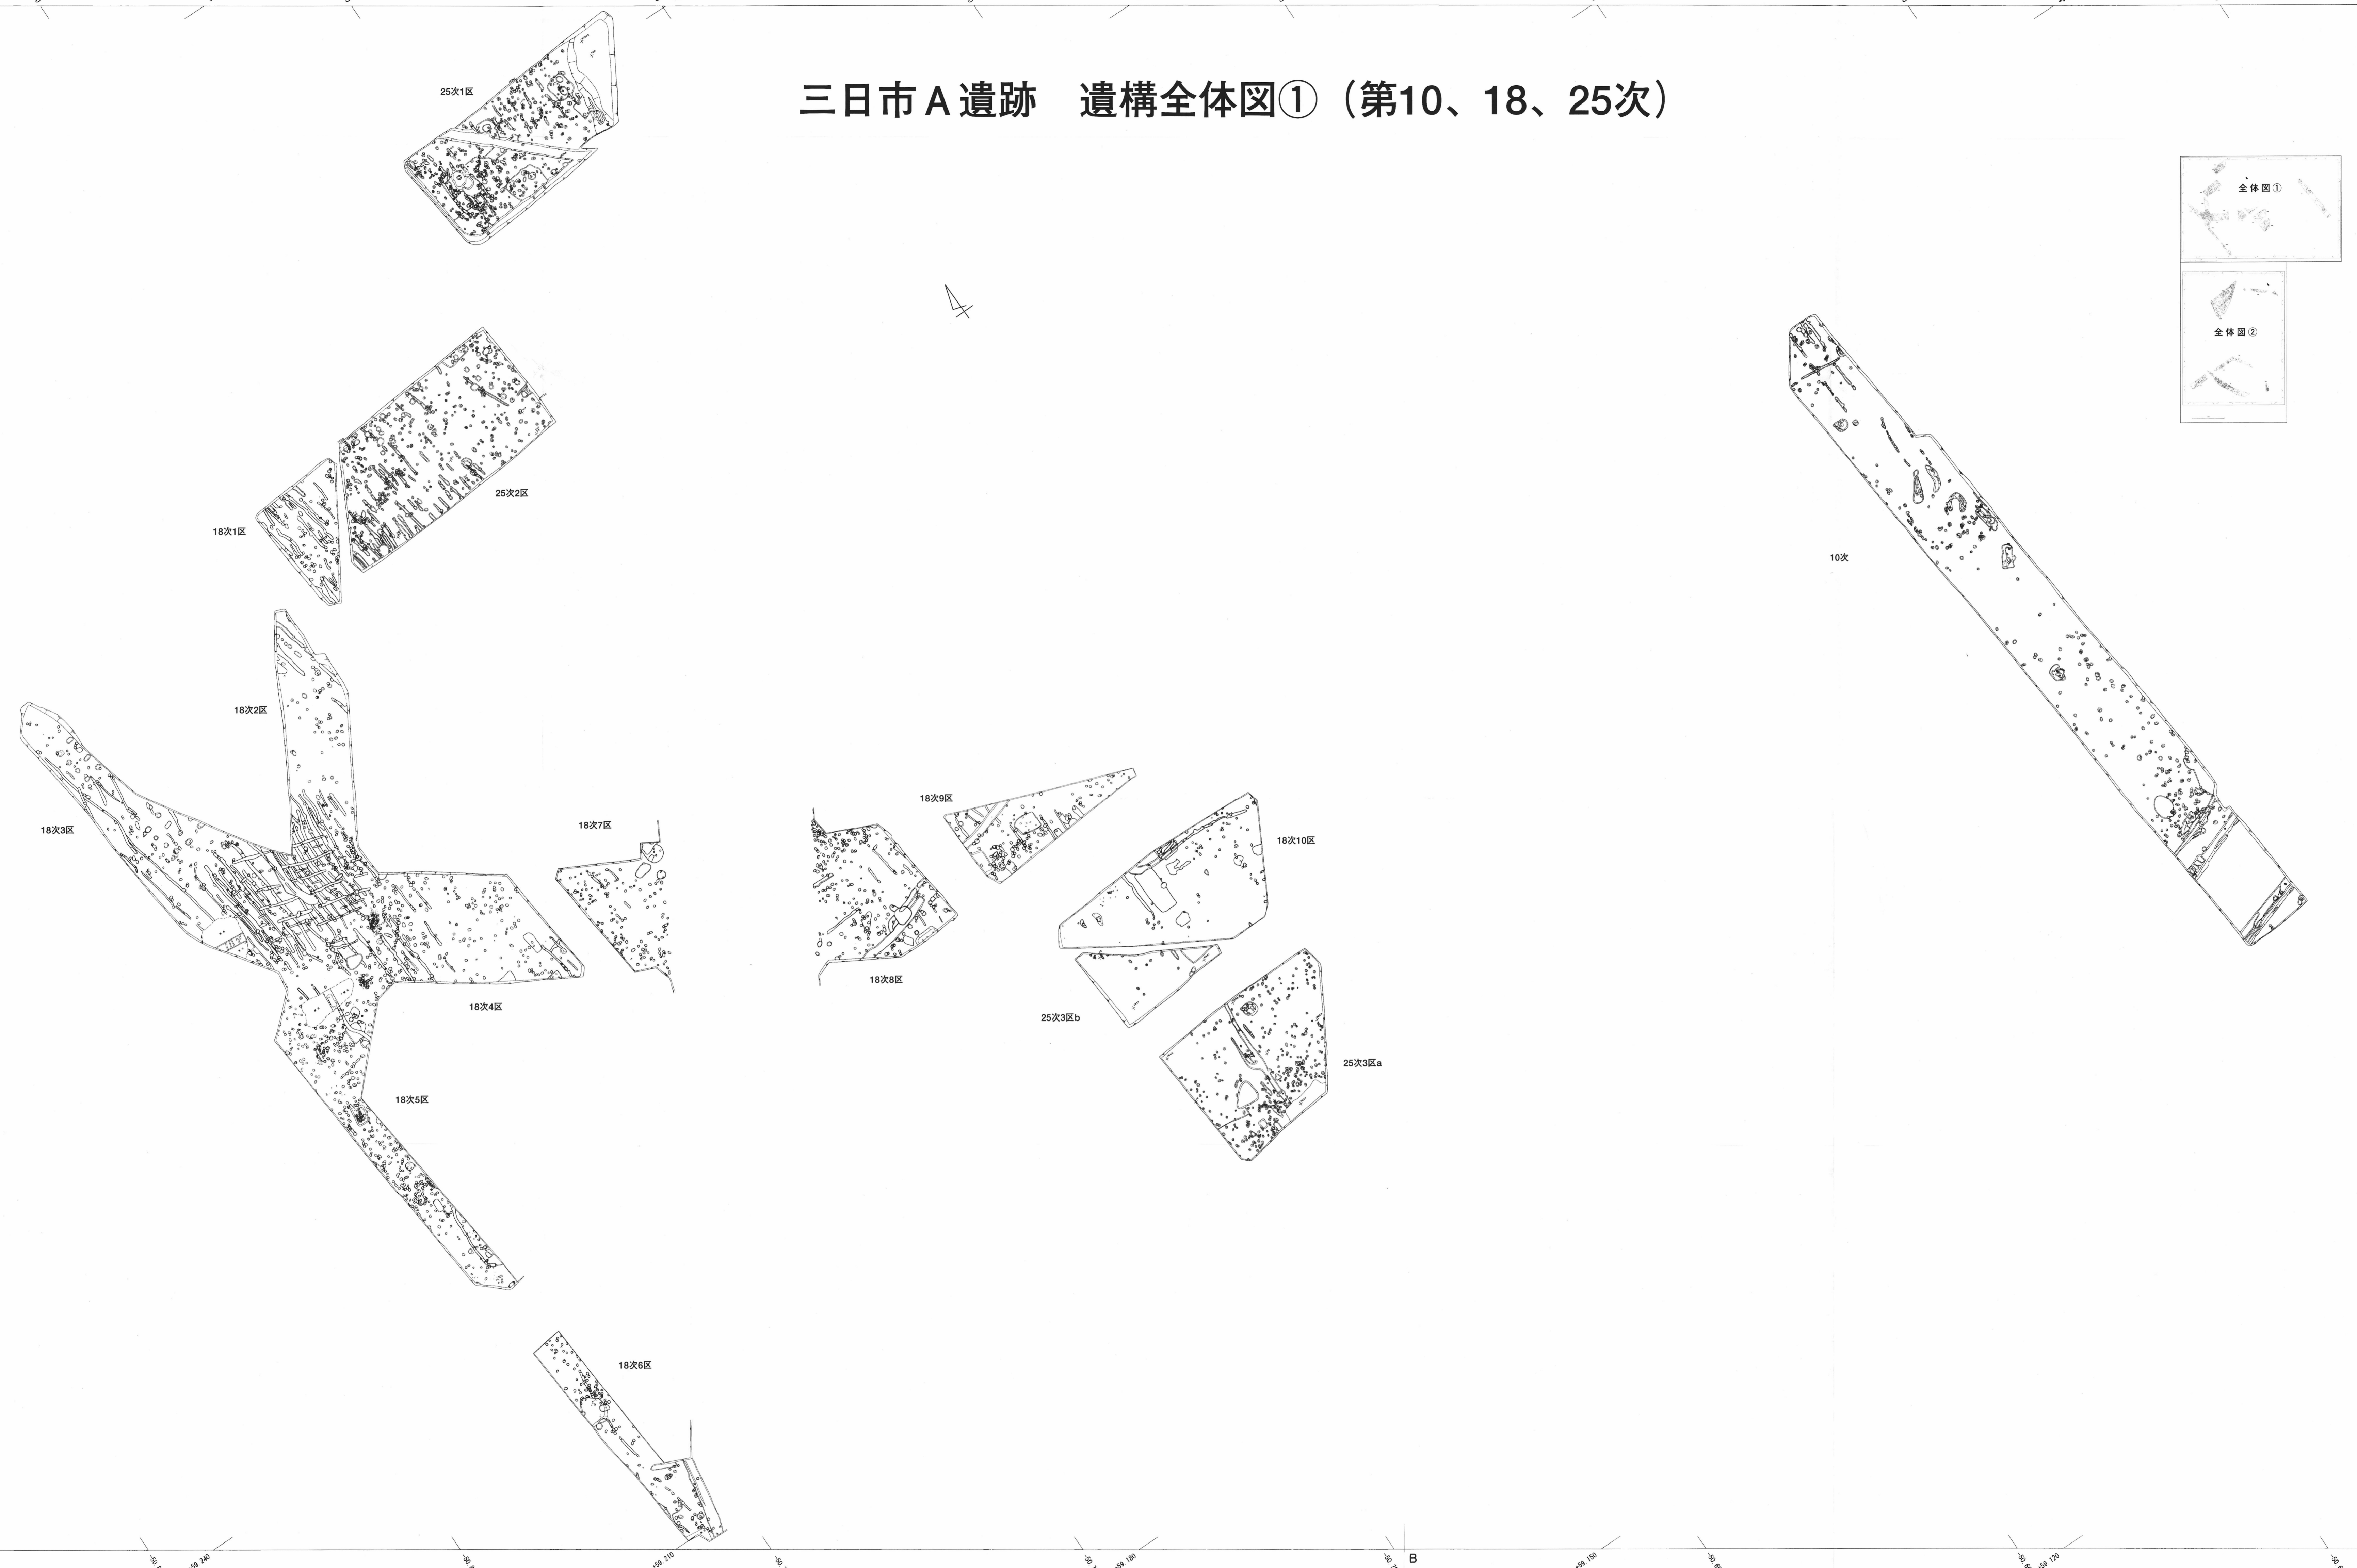 三日市A遺跡　遺構全体図①（第10、18、25次）
25次1区
全体図①
全体図②
25次2区
18次1区
10次
18次2区
18次3区
18次7区
18次9区
18次10区
18次8区
18次4区
25次3区b
25次3区a
18次5区
18次6区
B